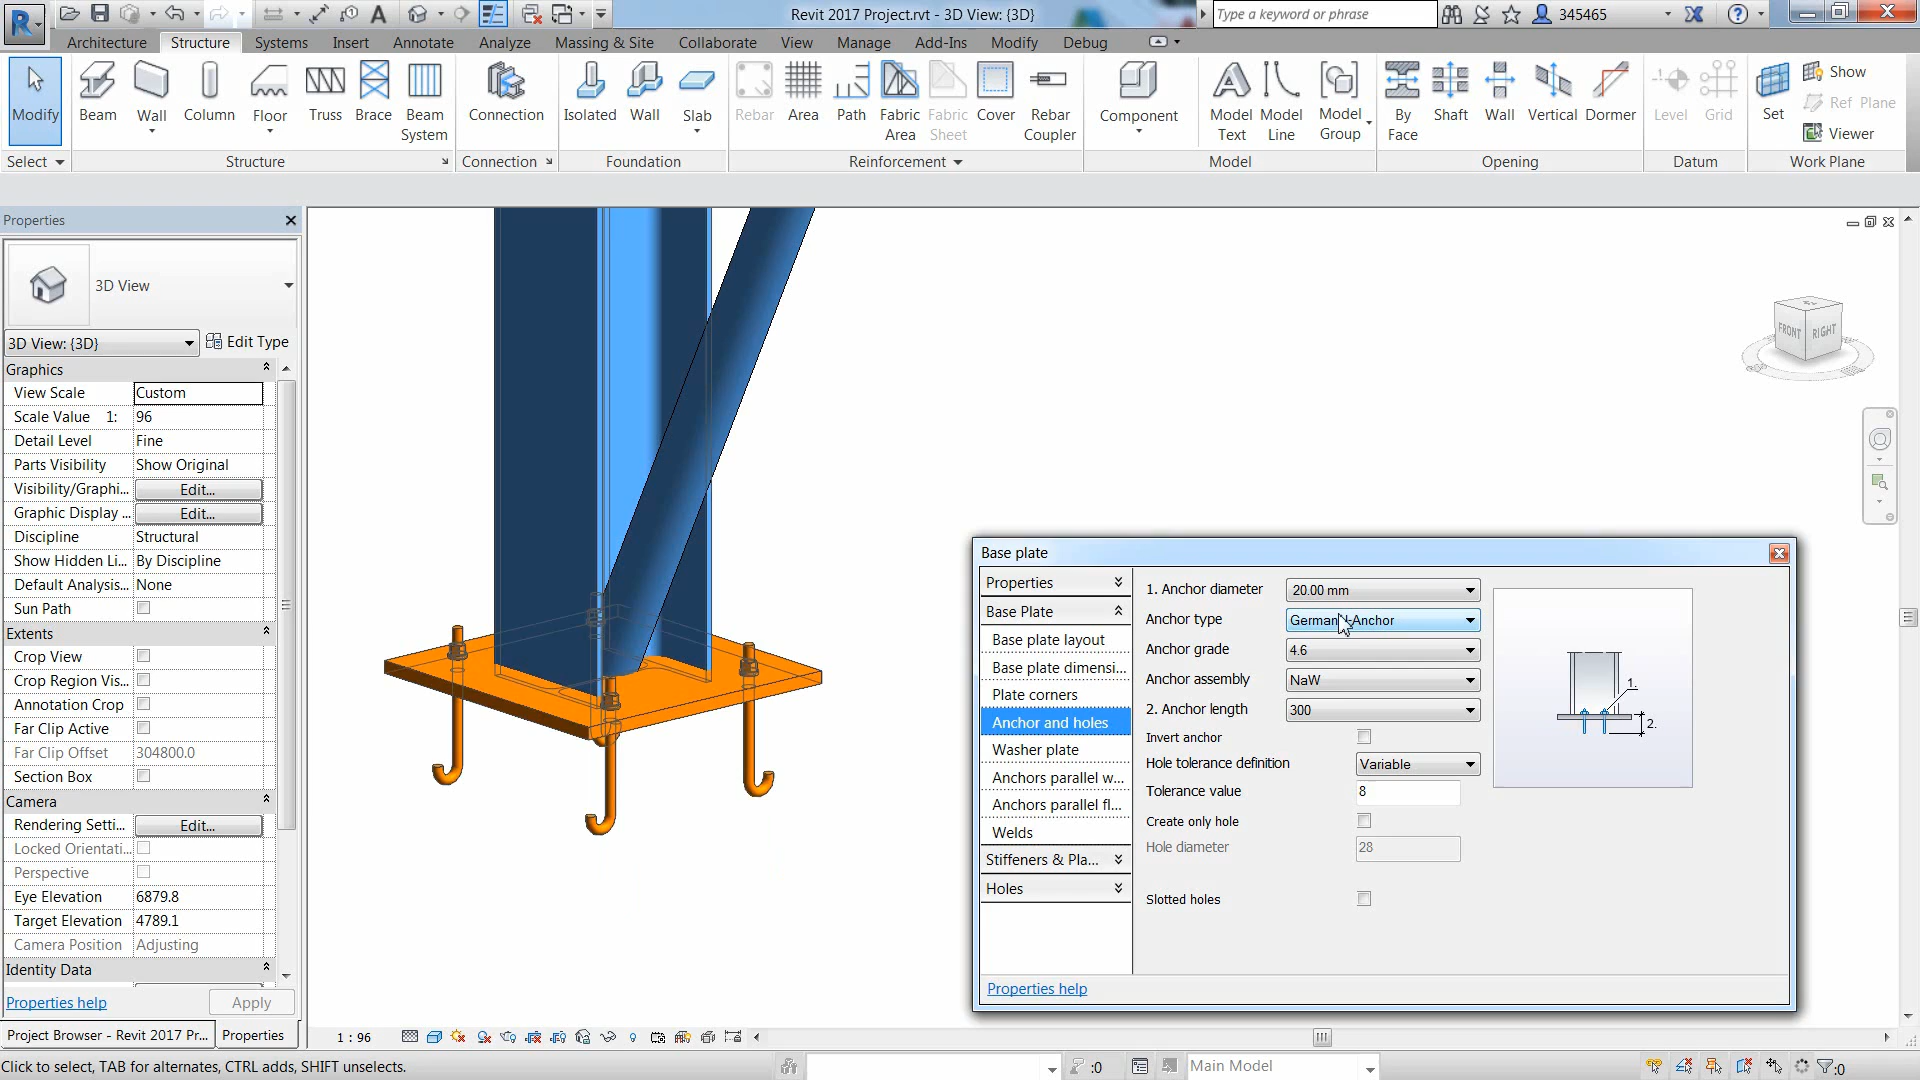 Revit 2017 Project.rvt - 3D View: {3D}
Type a keyword or phrase
345465
Architecture Structure Systems Insert Annotate Analyze Massing & Site Collaborate View Manage Add-Ins Modify Debug
Modify
Beam
Wall
Column
Floor
Truss
Brace
Beam System
Connection
Isolated
Wall
Slab
Rebar
Area
Path
Fabric Area
Fabric Sheet
Cover
Rebar Coupler
Component
Model Text
Model Line
Model Group
By Face
Shaft
Wall
Vertical
Dormer
Level
Grid
Set
Show
Ref Plane
Viewer
Select
Structure
Connection
Foundation
Reinforcement
Model
Opening
Datum
Work Plane
Properties
3D View
3D View: {3D}
Edit Type
Graphics
View Scale Custom
Scale Value 1: 96
Detail Level Fine
Parts Visibility Show Original
Visibility/Graphi... Edit...
Graphic Display ... Edit...
Discipline Structural
Show Hidden Li... By Discipline
Default Analysis... None
Sun Path
Extents
Crop View
Crop Region Vis...
Annotation Crop
Far Clip Active
Far Clip Offset 304800.0
Section Box
Camera
Rendering Setti... Edit...
Locked Orientati...
Perspective
Eye Elevation 6879.8
Target Elevation 4789.1
Camera Position Adjusting
Identity Data
Properties help
Apply
Project Browser - Revit 2017 Pr...
Properties
FRONT
RIGHT
Base plate
Properties
Base Plate
Base plate layout
Base plate dimensi...
Plate corners
Anchor and holes
Washer plate
Anchors parallel w...
Anchors parallel fl...
Welds
Stiffeners & Pla...
Holes
1. Anchor diameter 20.00 mm
Anchor type
Anchor grade 4.6
Anchor assembly NaW
2. Anchor length 300
Invert anchor
Hole tolerance definition Variable
Tolerance value 8
Create only hole
Hole diameter 28
Slotted holes
1.
2.
Properties help
1 : 96
Click to select, TAB for alternates, CTRL adds, SHIFT unselects.
:0
Main Model
:0